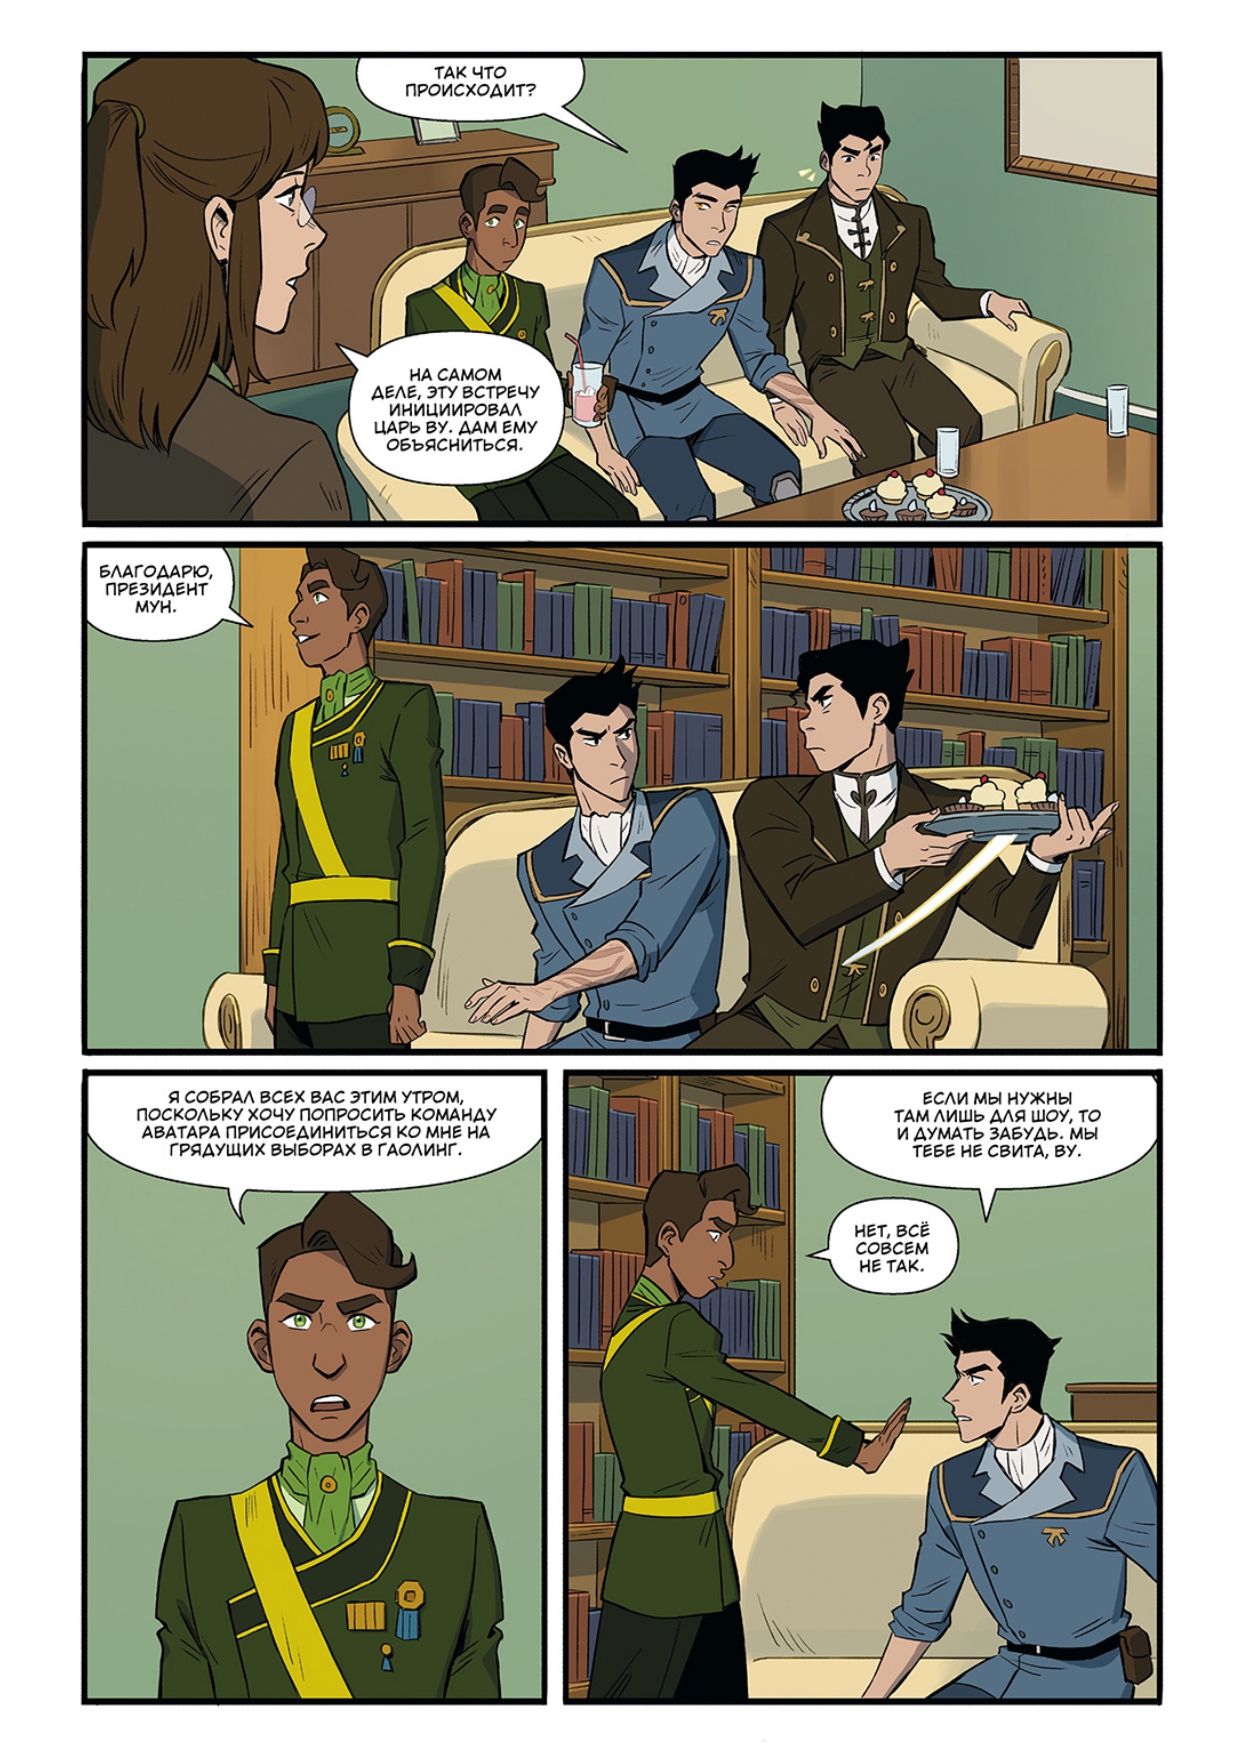 ТАК ЧТО
ПРОИСХОДИТ?
НА САМОМ
ДЕЛЕ, ЭТУ ВСТРЕЧУ
ИНИЦИИРОВАЛ
ЦАРЬ ВУ. ДАМ ЕМУ
ОБЪЯСНИТЬСЯ.
БЛАГОДАРЮ,
ПРЕЗИДЕНТ
МУН.
Я СОБРАЛ ВСЕХ ВАС ЭТИМ УТРОМ,
ПОСКОЛЬКУ ХОЧУ ПОПРОСИТЬ КОМАНДУ
АВАТАРА ПРИСОЕДИНИТЬСЯ КО МНЕ НА
ГРЯДУЩИХ ВЫБОРАХ В ГАОЛИНГ.
ЕСЛИ МЫ НУЖНЫ
ТАМ ЛИШЬ ДЛЯ ШОУ, ТО
И ДУМАТЬ ЗАБУДЬ. МЫ
ТЕБЕ НЕ СВИТА, ВУ.
НЕТ, ВСЁ
СОВСЕМ
НЕ ТАК.